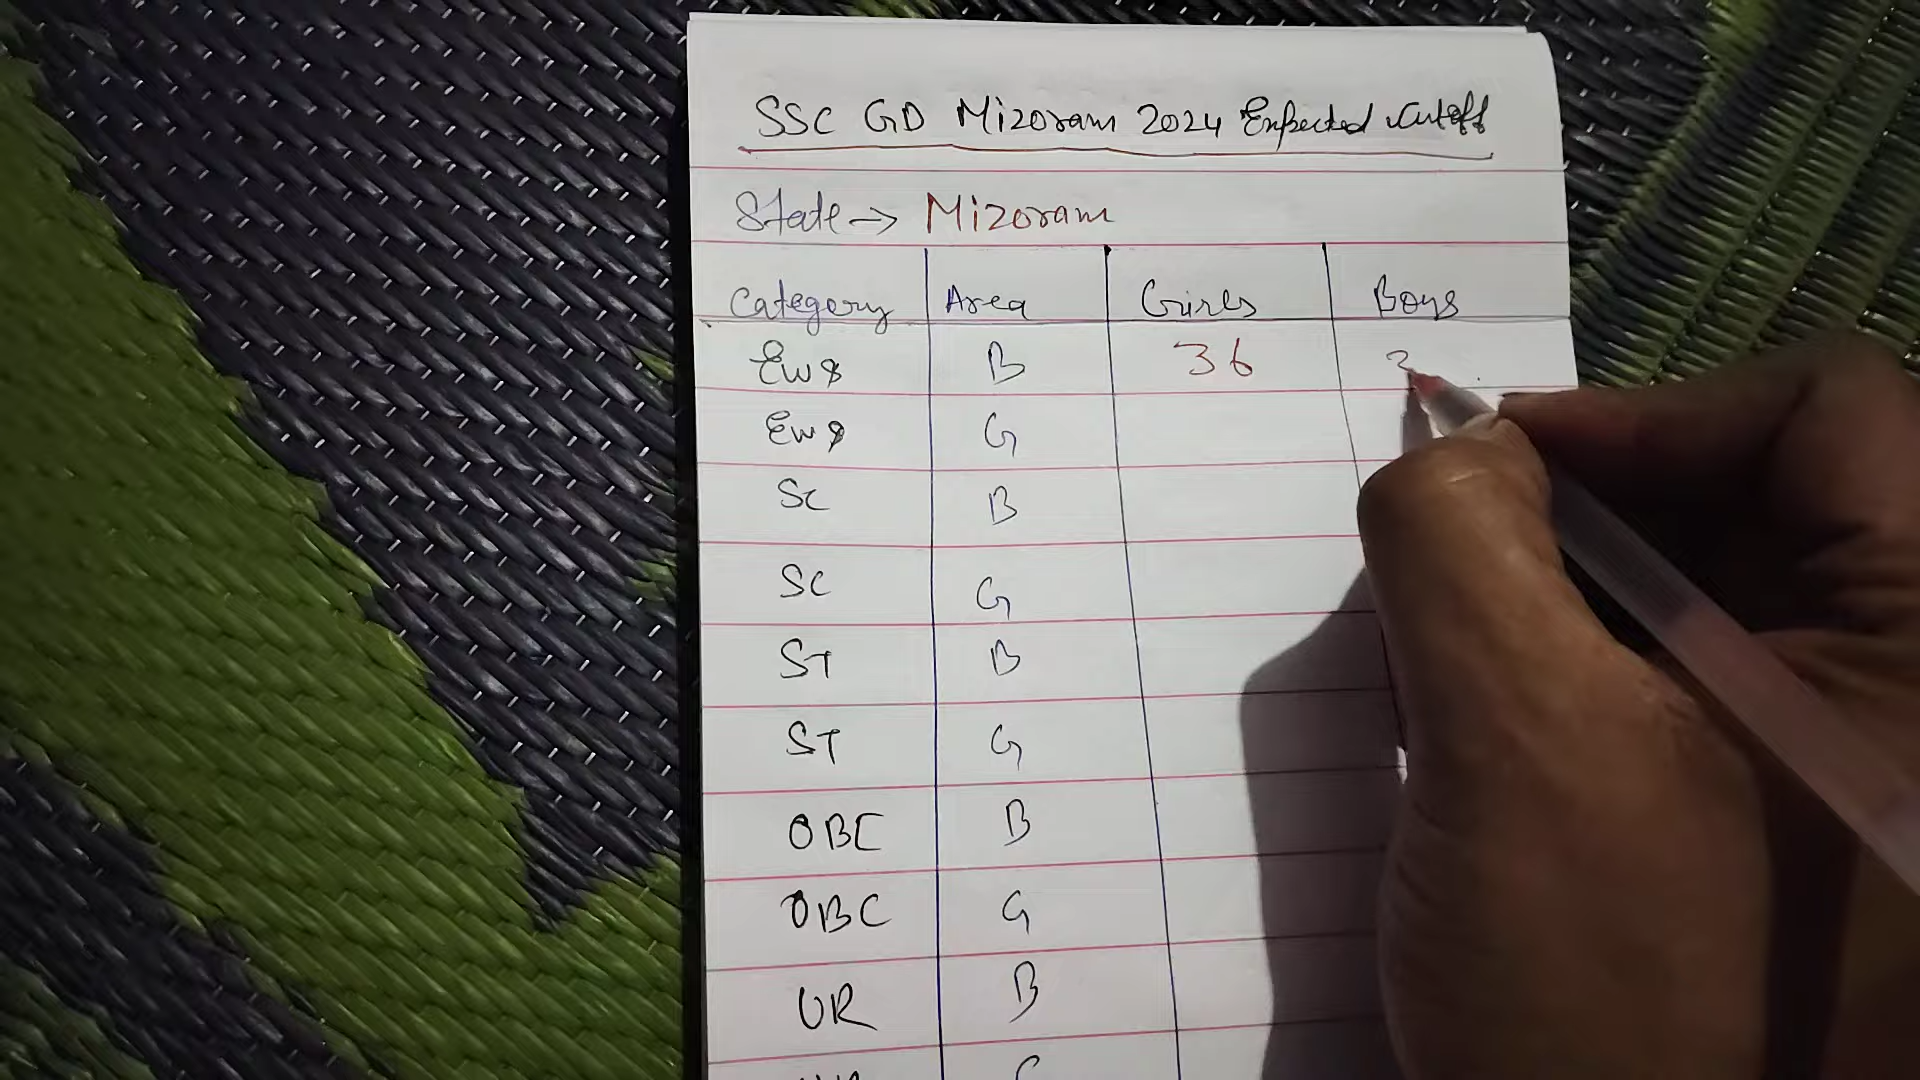 SSC GD Mizoram 2024 Expected Cutoff
State → Mizoram
Category Area Girls Boys
EWS B 36
EWS G
SC B
SC G
ST B
ST G
OBC B
OBC G
UR B